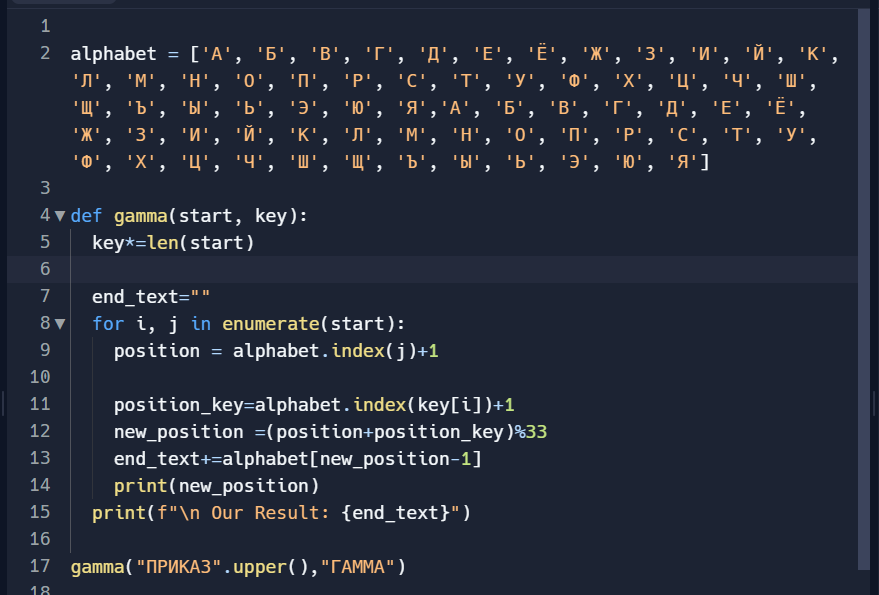 1
2 alphabet = ['А', 'Б', 'В', 'Г', 'Д', 'Е', 'Ё', 'Ж', 'З', 'И', 'Й', 'К',
'Л', 'М', 'Н', 'О', 'П', 'Р', 'С', 'Т', 'У', 'Ф', 'Х', 'Ц', 'Ч', 'Ш',
'Щ', 'Ъ', 'Ы', 'Ь', 'Э', 'Ю', 'Я','А', 'Б', 'В', 'Г', 'Д', 'Е', 'Ё',
'Ж', 'З', 'И', 'Й', 'К', 'Л', 'М', 'Н', 'О', 'П', 'Р', 'С', 'Т', 'У',
'Ф', 'Х', 'Ц', 'Ч', 'Ш', 'Щ', 'Ъ', 'Ы', 'Ь', 'Э', 'Ю', 'Я']
3
4 def gamma(start, key):
5 key*=len(start)
6
7 end_text=""
8 for i, j in enumerate(start):
9 position = alphabet.index(j)+1
10
11 position_key=alphabet.index(key[i])+1
12 new_position =(position+position_key)%33
13 end_text+=alphabet[new_position-1]
14 print(new_position)
15 print(f"\n Our Result: {end_text}")
16
17 gamma("ПРИКАЗ".upper(),"ГАММА")
18